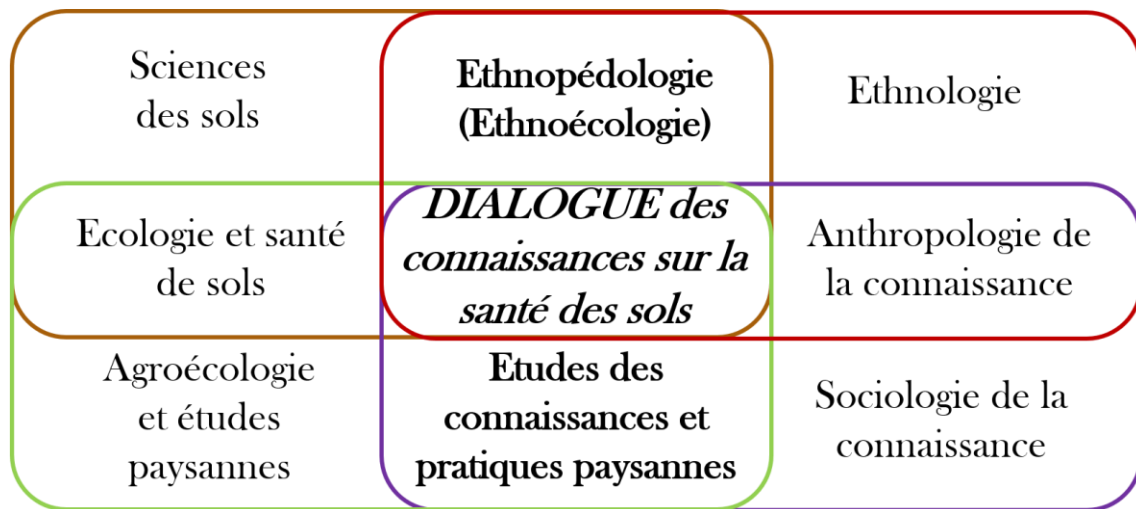 Sciences
des sols
Ethnopédologie
(Ethnoécologie)
Ethnologie
Ecologie et santé
de sols
DIALOGUE des
connaissances sur la
santé des sols
Anthropologie de
la connaissance
Agroécologie
et études
paysannes
Etudes des
connaissances et
pratiques paysannes
Sociologie de la
connaissance